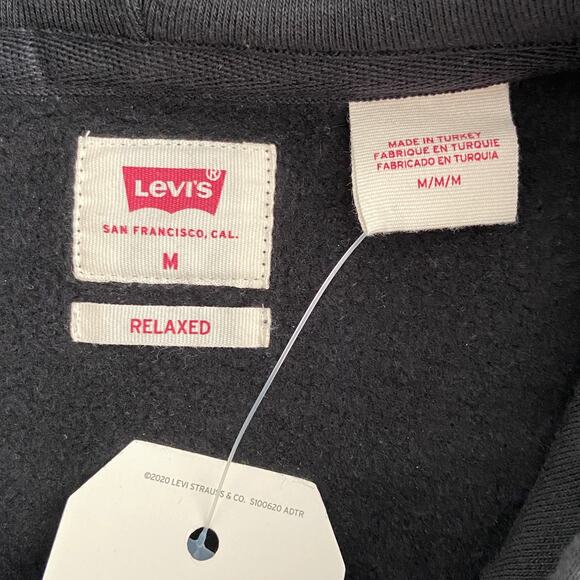 LEVI'S®
SAN FRANCISCO, CAL.
M
RELAXED
MADE IN TURKEY
FABRIQUE EN TURQUIE
FABRICADO EN TURQUIA
M/M/M
©2020 LEVI STRAUSS & CO. S100620 ADTR